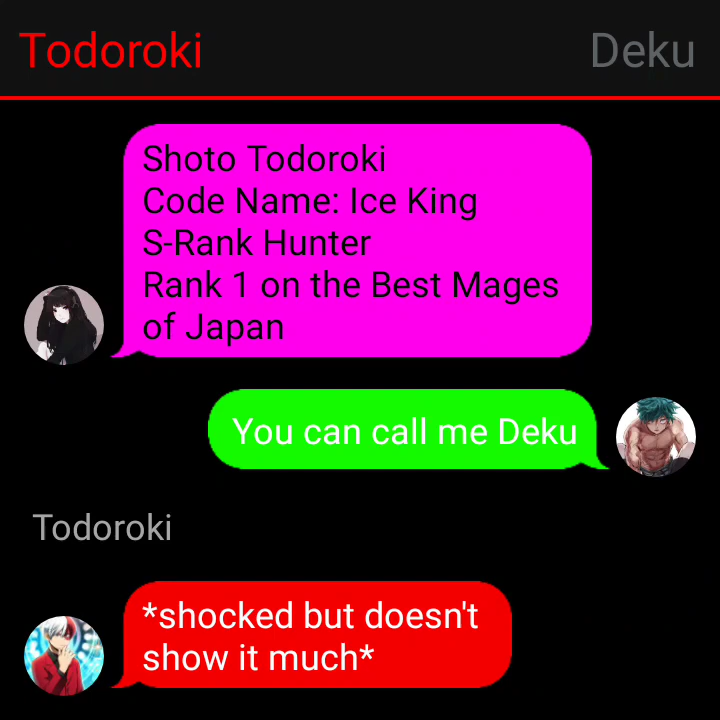 Todoroki
Deku
Shoto Todoroki
Code Name: Ice King
S-Rank Hunter
Rank 1 on the Best Mages
of Japan
You can call me Deku
Todoroki
*shocked but doesn't
show it much*